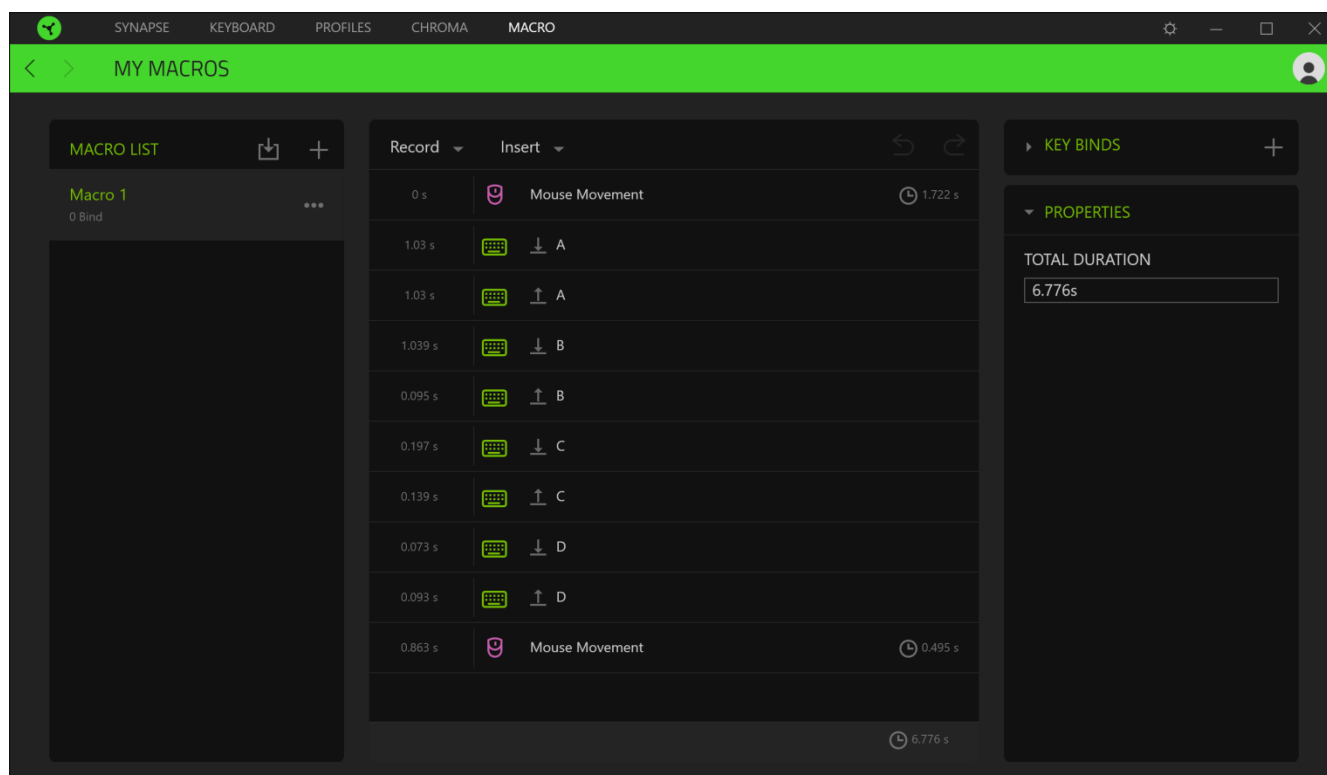 SYNAPSE KEYBOARD PROFILES CHROMA MACRO
MY MACROS
MACRO LIST
Macro 1
0 Bind
Record Insert
0 s Mouse Movement 1.722 s
1.03 s A
1.03 s A
1.039 s B
0.095 s B
0.197 s C
0.139 s C
0.073 s D
0.093 s D
0.863 s Mouse Movement 0.495 s
6.776 s
KEY BINDS
PROPERTIES
TOTAL DURATION
6.776s